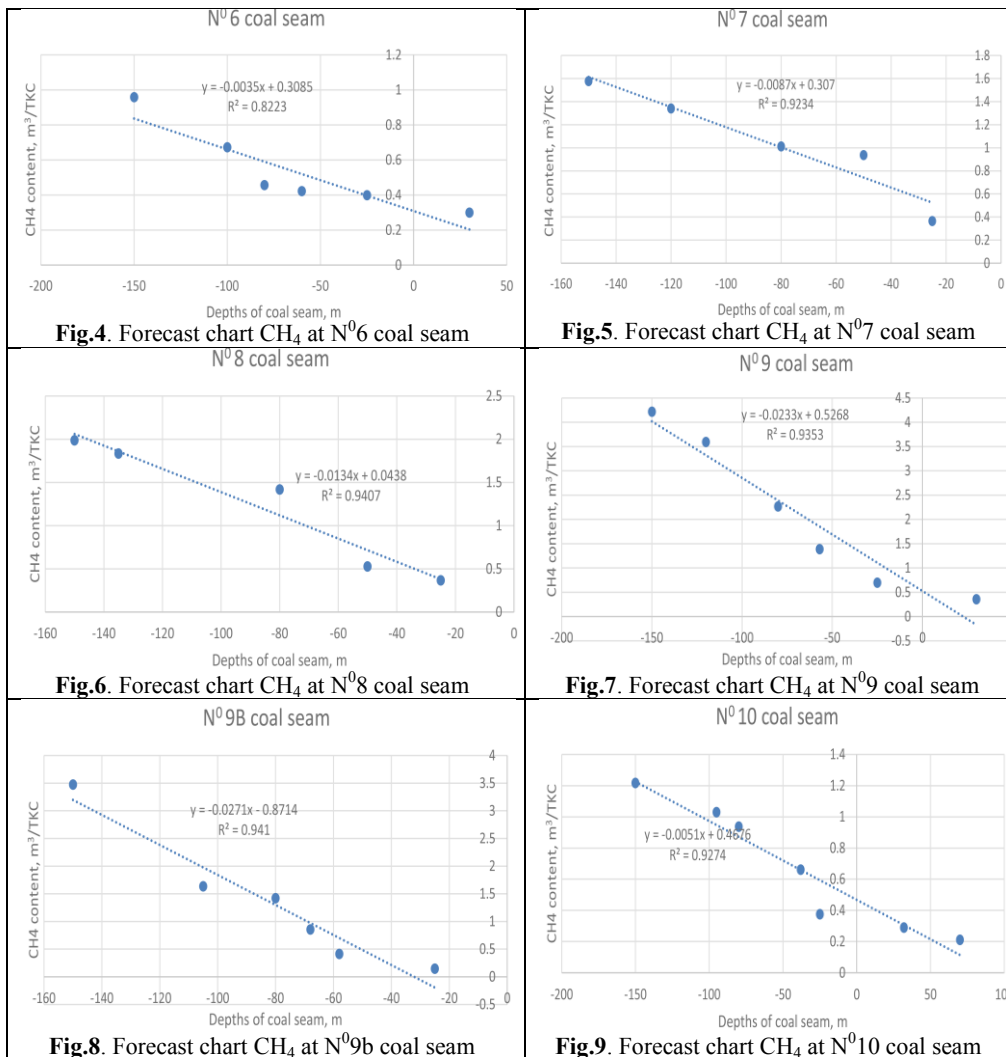 N⁰ 6 coal seam
1.2
1
0.8
0.6
0.4
0.2
0
CH4 content, m³/TKC
y = -0.0035x + 0.3085
R² = 0.8223
-200 -150 -100 -50 0 50
Depths of coal seam, m
Fig.4. Forecast chart CH₄ at N⁰6 coal seam
N⁰ 7 coal seam
1.8
1.6
1.4
1.2
1
0.8
0.6
0.4
0.2
0
CH4 content, m³/TKC
y = -0.0087x + 0.307
R² = 0.9234
-160 -140 -120 -100 -80 -60 -40 -20 0
Depths of coal seam, m
Fig.5. Forecast chart CH₄ at N⁰7 coal seam
N⁰ 8 coal seam
2.5
2
1.5
1
0.5
0
CH4 content, m³/TKC
y = -0.0134x + 0.0438
R² = 0.9407
-160 -140 -120 -100 -80 -60 -40 -20 0
Depths of coal seam, m
Fig.6. Forecast chart CH₄ at N⁰8 coal seam
N⁰ 9 coal seam
4.5
4
3.5
3
2.5
2
1.5
1
0.5
0
-0.5
CH4 content, m³/TKC
y = -0.0233x + 0.5268
R² = 0.9353
-200 -150 -100 -50 0 50
Depths of coal seam, m
Fig.7. Forecast chart CH₄ at N⁰9 coal seam
N⁰ 9B coal seam
4
3.5
3
2.5
2
1.5
1
0.5
0
-0.5
CH4 content, m³/TKC
y = -0.0271x - 0.8714
R² = 0.941
-160 -140 -120 -100 -80 -60 -40 -20 0
Depths of coal seam, m
Fig.8. Forecast chart CH₄ at N⁰9b coal seam
N⁰ 10 coal seam
1.4
1.2
1
0.8
0.6
0.4
0.2
0
CH4 content, m³/TKC
y = -0.0051x + 0.4676
R² = 0.9274
-200 -150 -100 -50 0 50 100
Depths of coal seam, m
Fig.9. Forecast chart CH₄ at N⁰10 coal seam